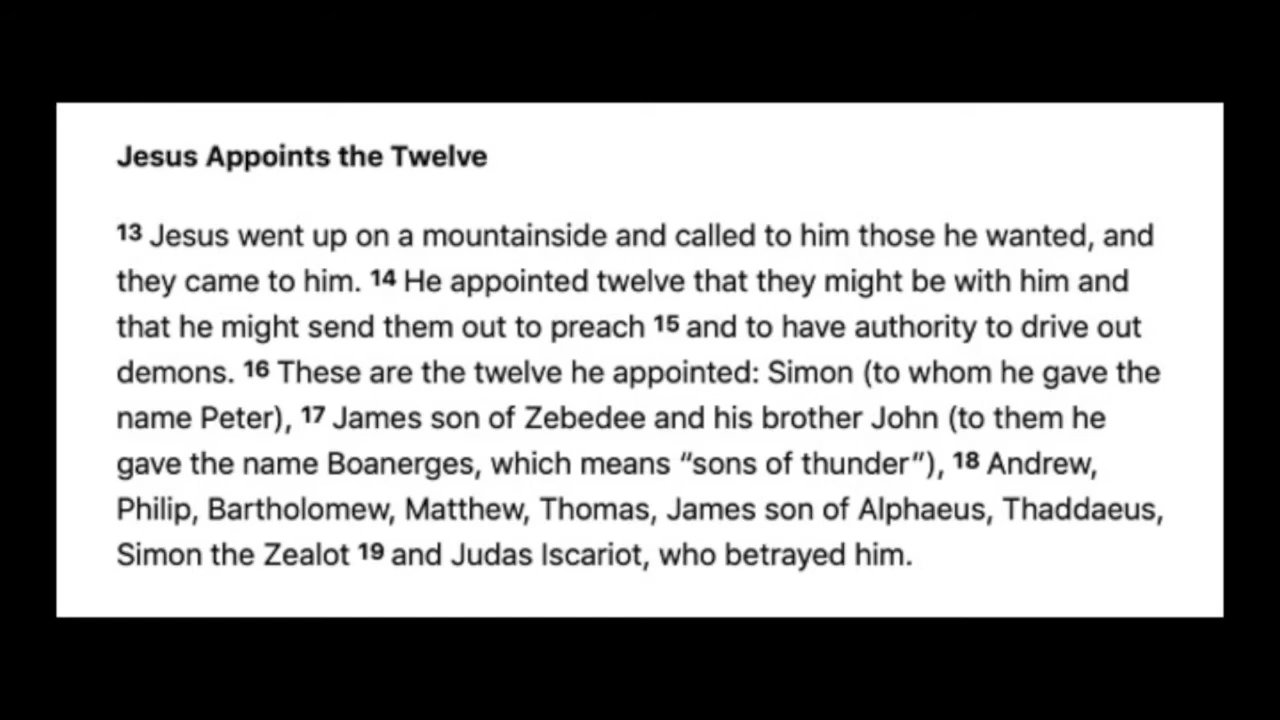 Jesus Appoints the Twelve
13 Jesus went up on a mountainside and called to him those he wanted, and
they came to him. 14 He appointed twelve that they might be with him and
that he might send them out to preach 15 and to have authority to drive out
demons. 16 These are the twelve he appointed: Simon (to whom he gave the
name Peter), 17 James son of Zebedee and his brother John (to them he
gave the name Boanerges, which means “sons of thunder”), 18 Andrew,
Philip, Bartholomew, Matthew, Thomas, James son of Alphaeus, Thaddaeus,
Simon the Zealot 19 and Judas Iscariot, who betrayed him.